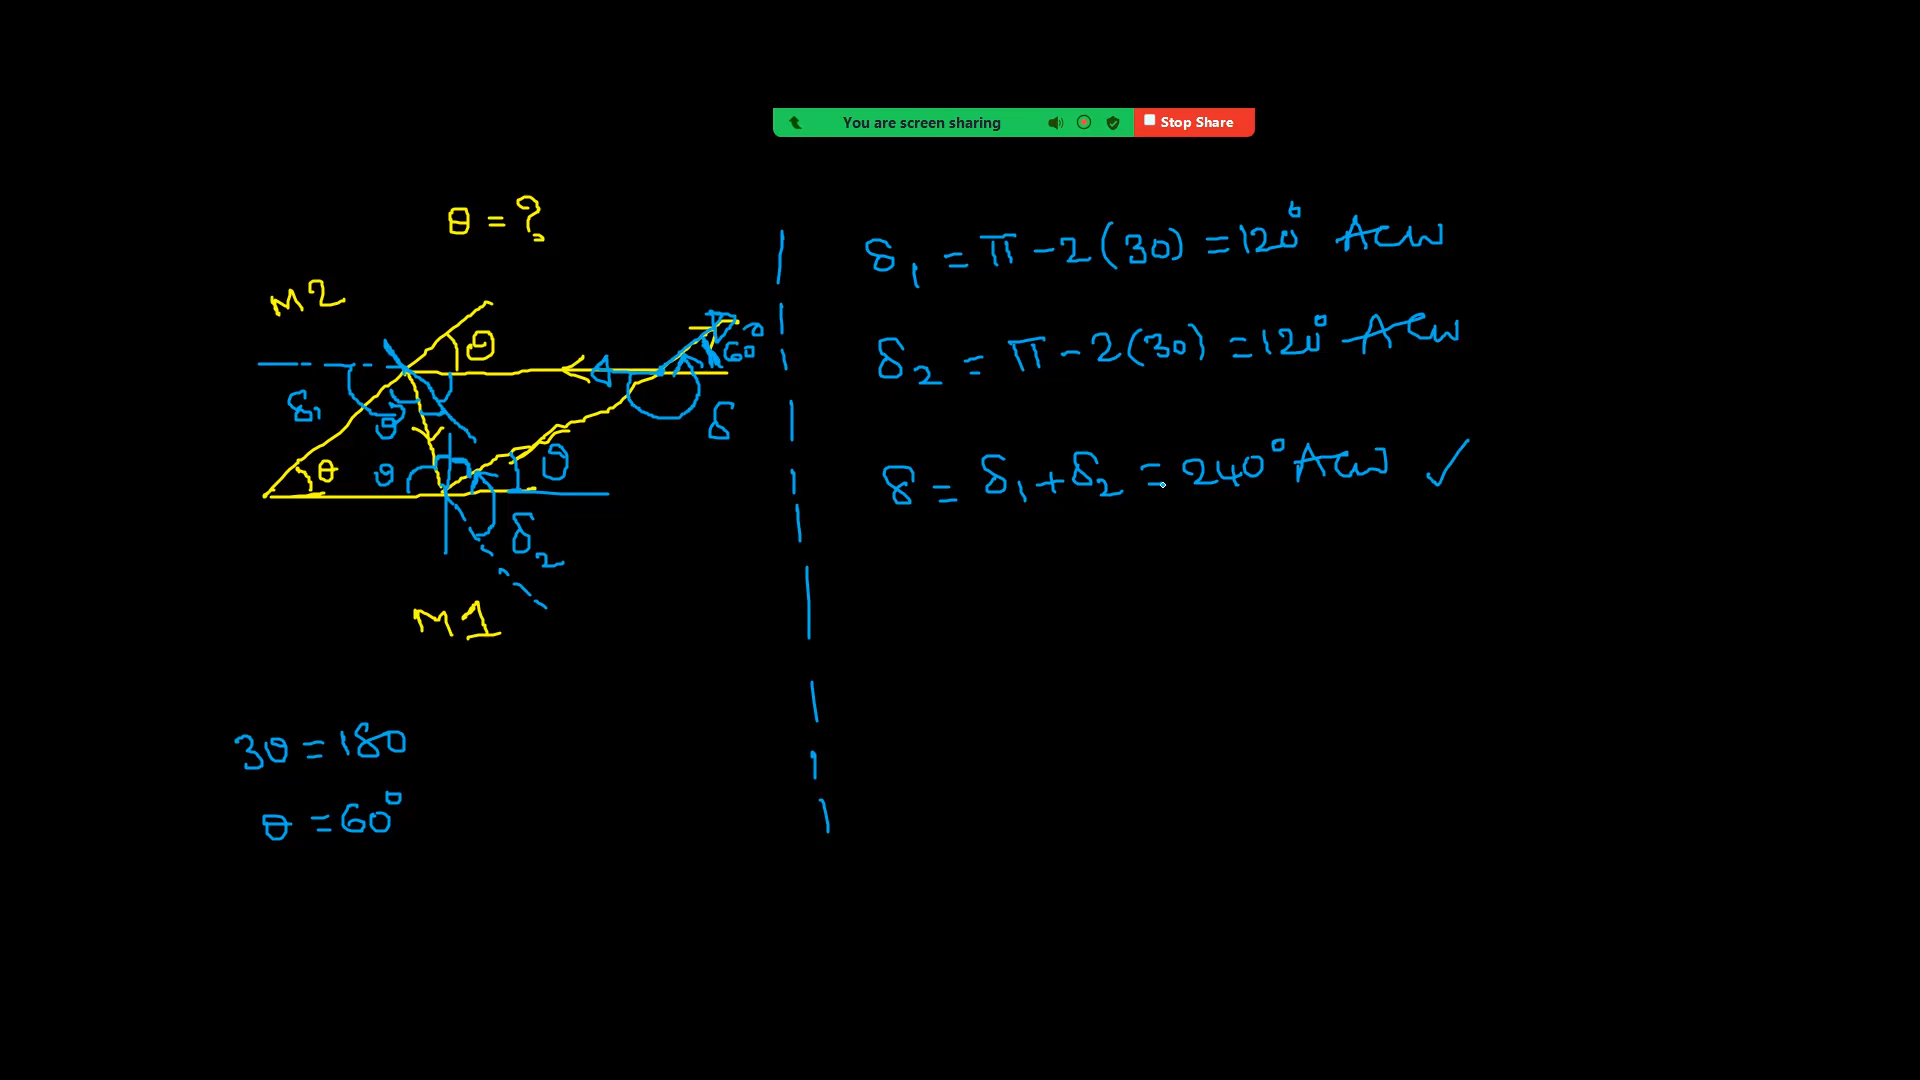 You are screen sharing
Stop Share
θ = ?
M2
θ
60°
δ₁
θ
δ
θ
θ
θ
δ₂
M1
3θ = 180
θ = 60°
δ₁ = π - 2(30) = 120° ACW
δ₂ = π - 2(30) = 120° ACW
δ = δ₁ + δ₂ = 240° ACW ✓